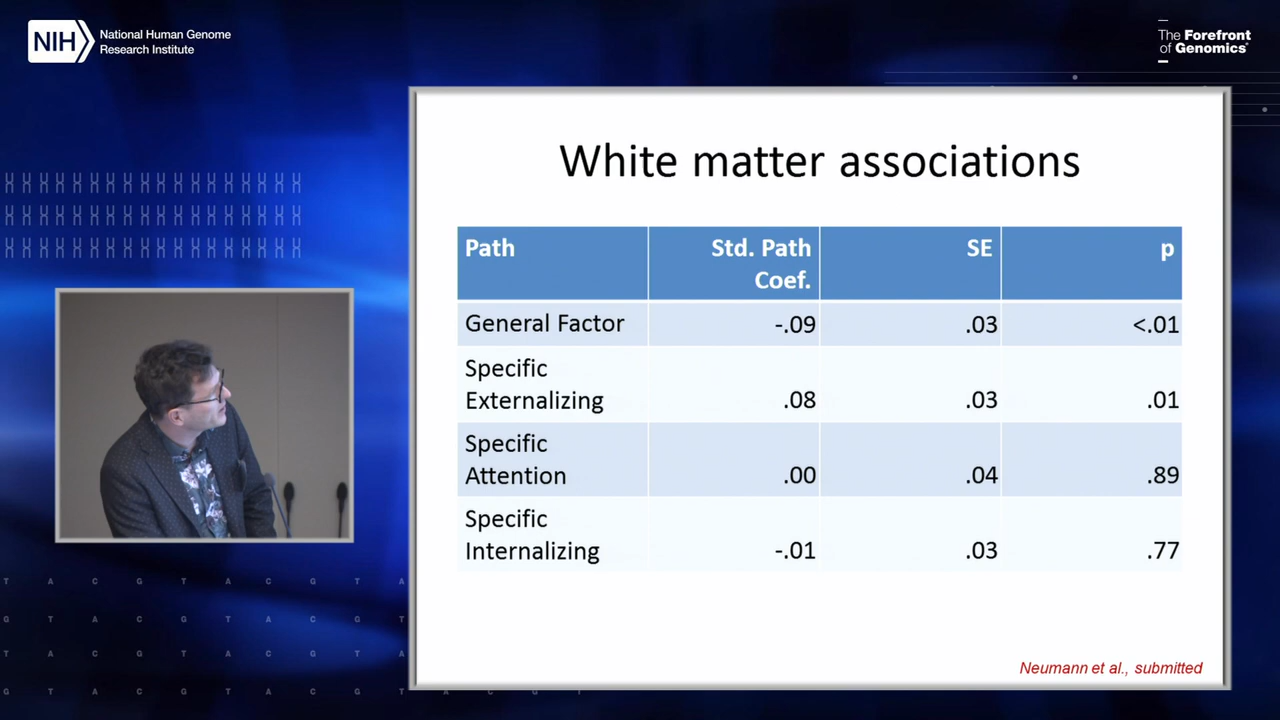 NIH
National Human Genome
Research Institute
The Forefront
of Genomics®
White matter associations
Path
Std. Path
Coef.
SE
p
General Factor
-.09
.03
<.01
Specific
Externalizing
.08
.03
.01
Specific
Attention
.00
.04
.89
Specific
Internalizing
-.01
.03
.77
Neumann et al., submitted
T A C G T A C G T A
G T A C G T A C G T
T A C G T A C G T A
G T A C G T A C G T A C G T